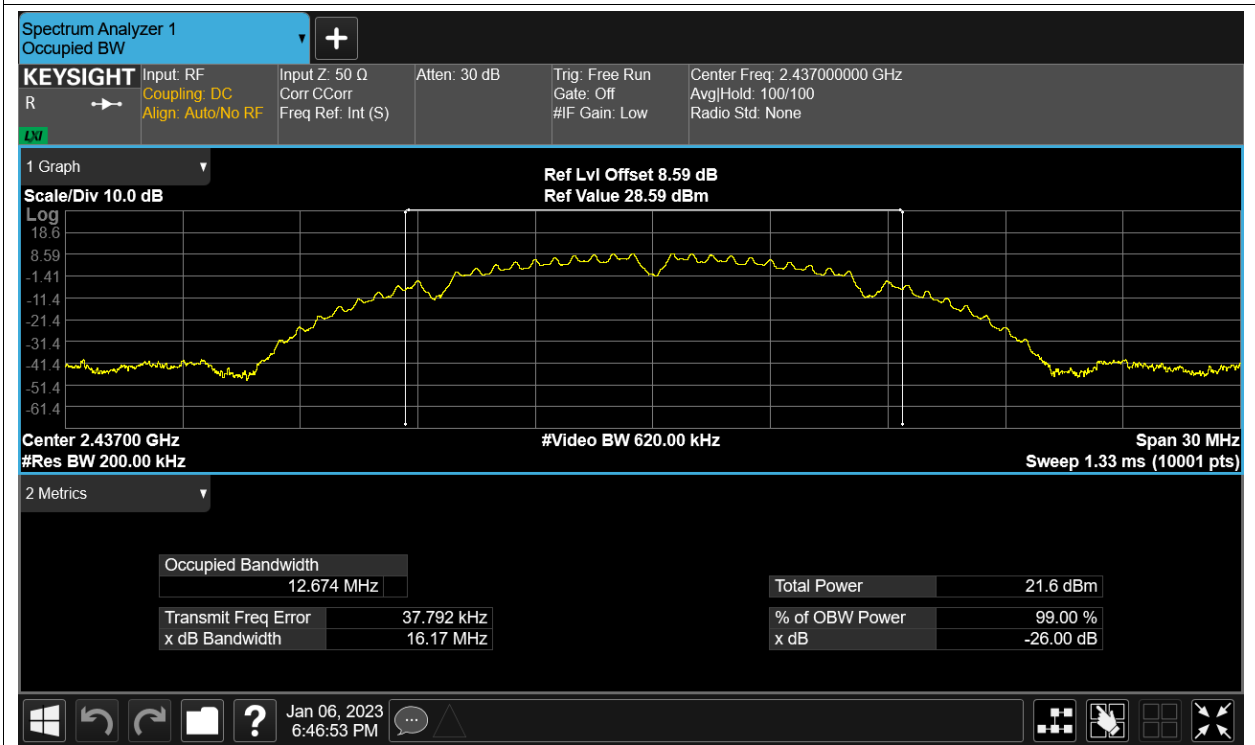 Spectrum Analyzer 1
Occupied BW
KEYSIGHT
R
LXI
Input: RF
Coupling: DC
Align: Auto/No RF
Input Z: 50 Ω
Corr CCorr
Freq Ref: Int (S)
Atten: 30 dB
Trig: Free Run
Gate: Off
#IF Gain: Low
Center Freq: 2.437000000 GHz
Avg|Hold: 100/100
Radio Std: None
1 Graph
Scale/Div 10.0 dB
Ref Lvl Offset 8.59 dB
Ref Value 28.59 dBm
Log
18.6
8.59
-1.41
-11.4
-21.4
-31.4
-41.4
-51.4
-61.4
Center 2.43700 GHz
#Video BW 620.00 kHz
Span 30 MHz
#Res BW 200.00 kHz
Sweep 1.33 ms (10001 pts)
2 Metrics
Occupied Bandwidth
12.674 MHz
Total Power 21.6 dBm
Transmit Freq Error 37.792 kHz
% of OBW Power 99.00 %
x dB Bandwidth 16.17 MHz
x dB -26.00 dB
?
Jan 06, 2023
6:46:53 PM